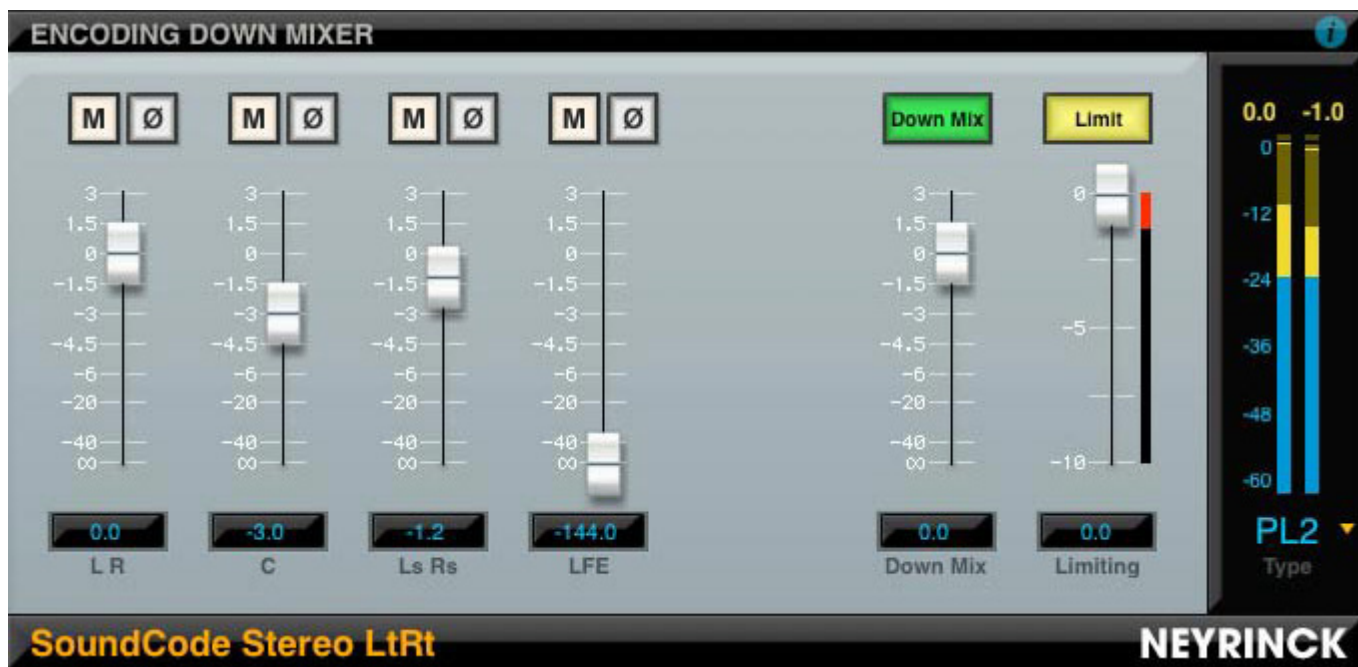 ENCODING DOWN MIXER i
M Ø M Ø M Ø M Ø Down Mix Limit 0.0 -1.0
3 3 3 3 3 0 0
1.5 1.5 1.5 1.5 1.5 -12
0 0 0 0 0
-1.5 -1.5 -1.5 -1.5 -1.5 -24
-3 -3 -3 -3 -3 -5
-4.5 -4.5 -4.5 -4.5 -4.5 -36
-6 -6 -6 -6 -6
-20 -20 -20 -20 -20 -48
-40 -40 -40 -40 -40
∞ ∞ ∞ ∞ ∞ -10 -60
0.0 -3.0 -1.2 -144.0 0.0 0.0 PL2
L R C Ls Rs LFE Down Mix Limiting Type
SoundCode Stereo LtRt NEYRINCK